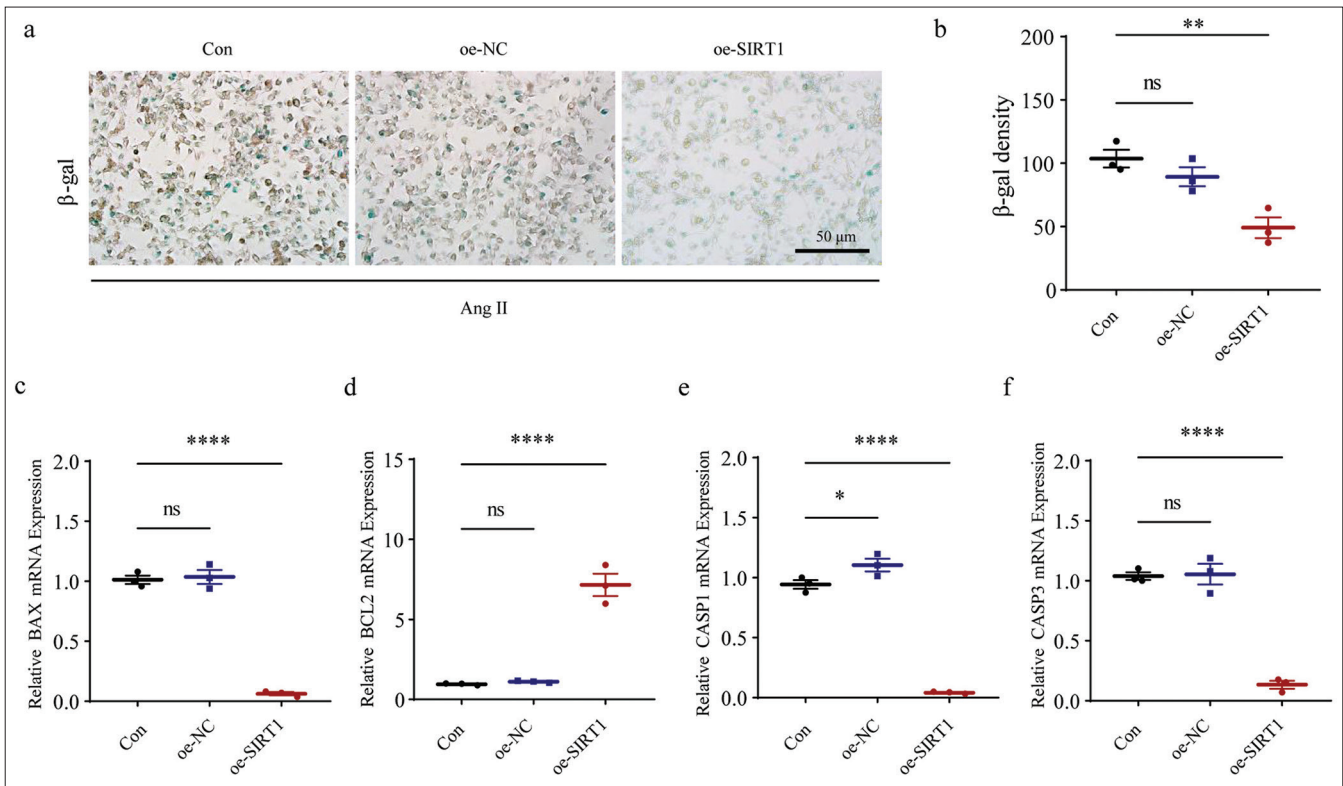 a
Con
oe-NC
oe-SIRT1
β-gal
50 μm
Ang II
b
β-gal density
200
150
100
50
0
**
ns
Con
oe-NC
oe-SIRT1
c
Relative BAX mRNA Expression
2.0
1.5
1.0
0.5
0.0
****
ns
Con
oe-NC
oe-SIRT1
d
Relative BCL2 mRNA Expression
15
10
5
0
****
ns
Con
oe-NC
oe-SIRT1
e
Relative CASP1 mRNA Expression
2.0
1.5
1.0
0.5
0.0
****
*
Con
oe-NC
oe-SIRT1
f
Relative CASP3 mRNA Expression
2.0
1.5
1.0
0.5
0.0
****
ns
Con
oe-NC
oe-SIRT1